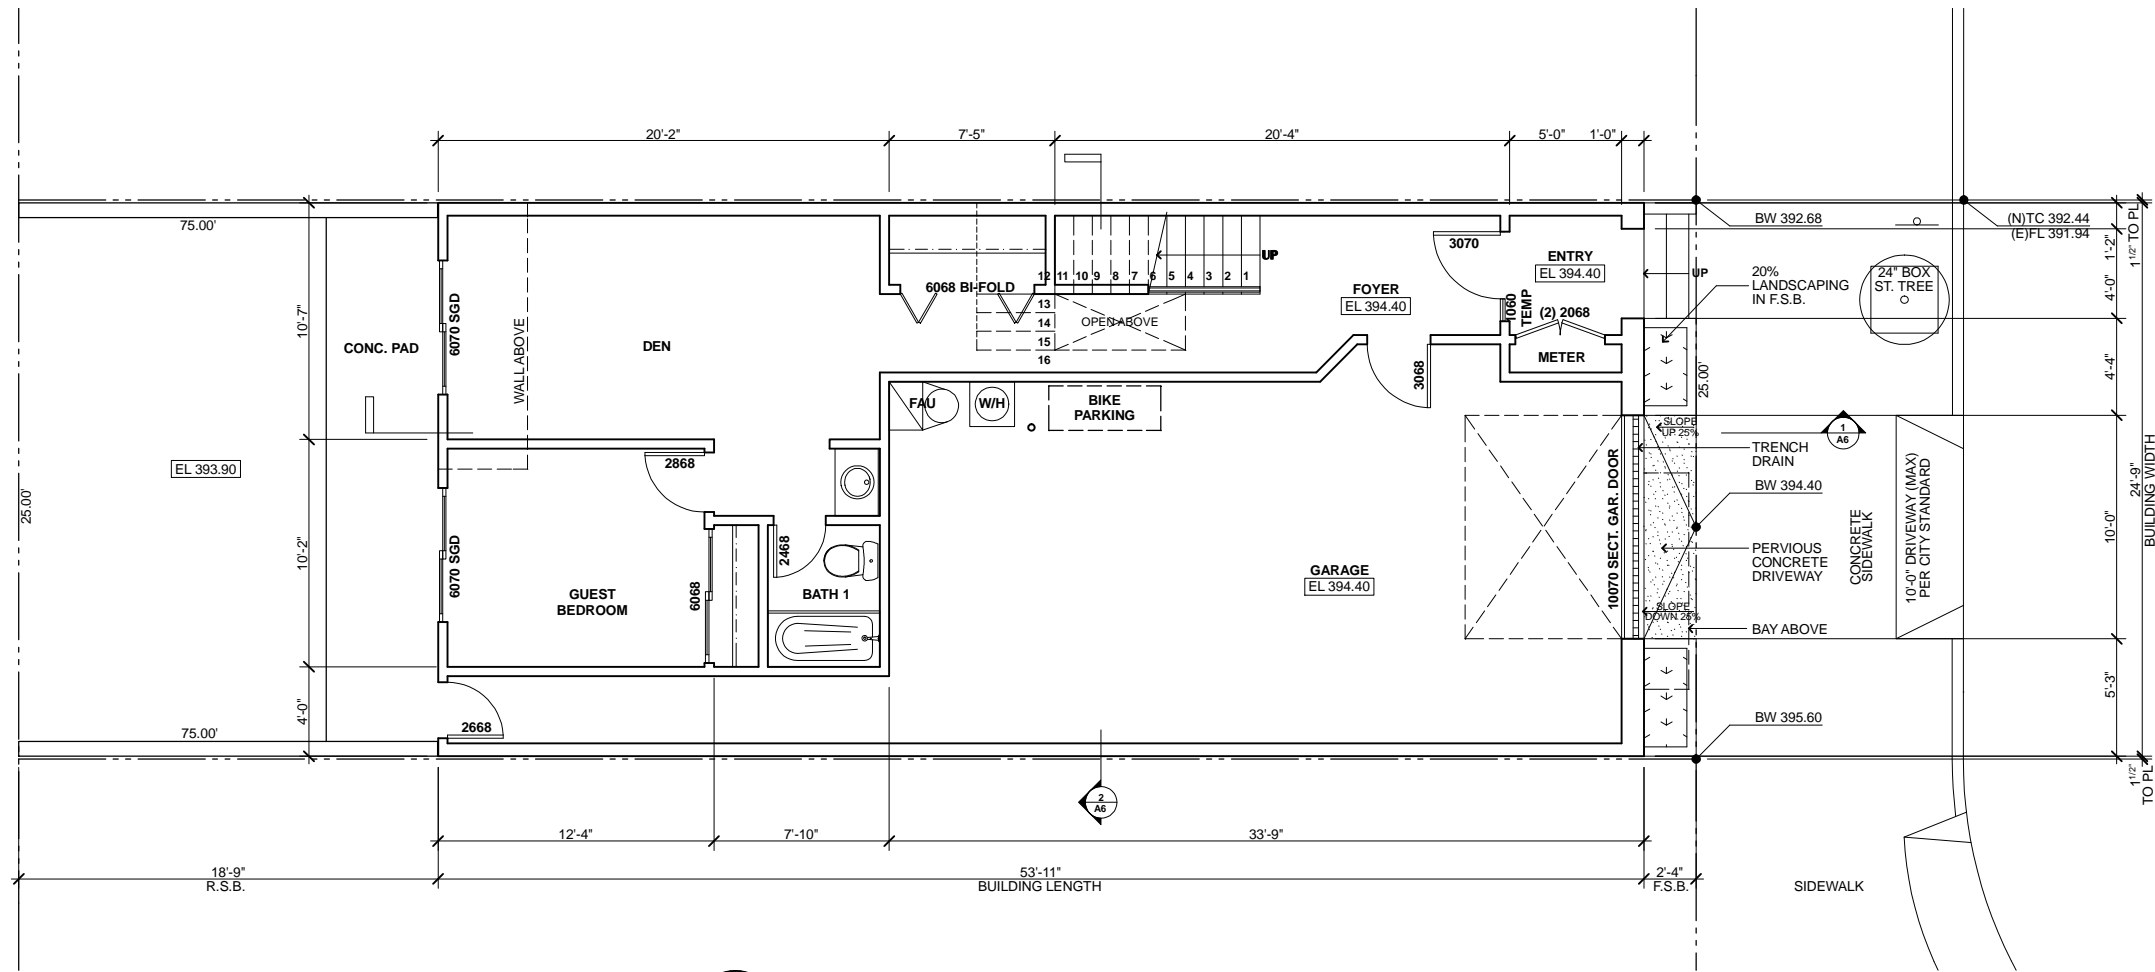 20'-2"
7'-5"
20'-4"
5'-0"
1'-0"
75.00'
BW 392.68
(N)TC 392.44
(E)FL 391.94
1 1/2" TO PL
1'-2"
3070
ENTRY
EL 394.40
UP
UP
20%
LANDSCAPING
IN F.S.B.
24" BOX
ST. TREE
4'-0"
12 11 10 9 8 7 6 5 4 3 2 1
13
14
15
16
6068 BI-FOLD
FOYER
EL 394.40
1060
TEMP
(2) 2068
OPEN ABOVE
10'-7"
CONC. PAD
6070 SGD
WALL ABOVE
DEN
METER
4'-4"
25.00'
3068
FAU
W/H
BIKE
PARKING
SLOPE
UP 25%
1
A6
TRENCH
DRAIN
BW 394.40
EL 393.90
25.00'
2868
10070 SECT. GAR. DOOR
CONCRETE
SIDEWALK
10'-0" DRIVEWAY (MAX)
PER CITY STANDARD
24'-9"
BUILDING WIDTH
10'-0"
10'-2"
6070 SGD
2468
PERVIOUS
CONCRETE
DRIVEWAY
GUEST
BEDROOM
6068
BATH 1
GARAGE
EL 394.40
SLOPE
DOWN 25%
BAY ABOVE
4'-0"
5'-3"
75.00'
2668
BW 395.60
1 1/2"
TO PL
2
A6
12'-4"
7'-10"
33'-9"
18'-9"
R.S.B.
53'-11"
BUILDING LENGTH
2'-4"
F.S.B.
SIDEWALK